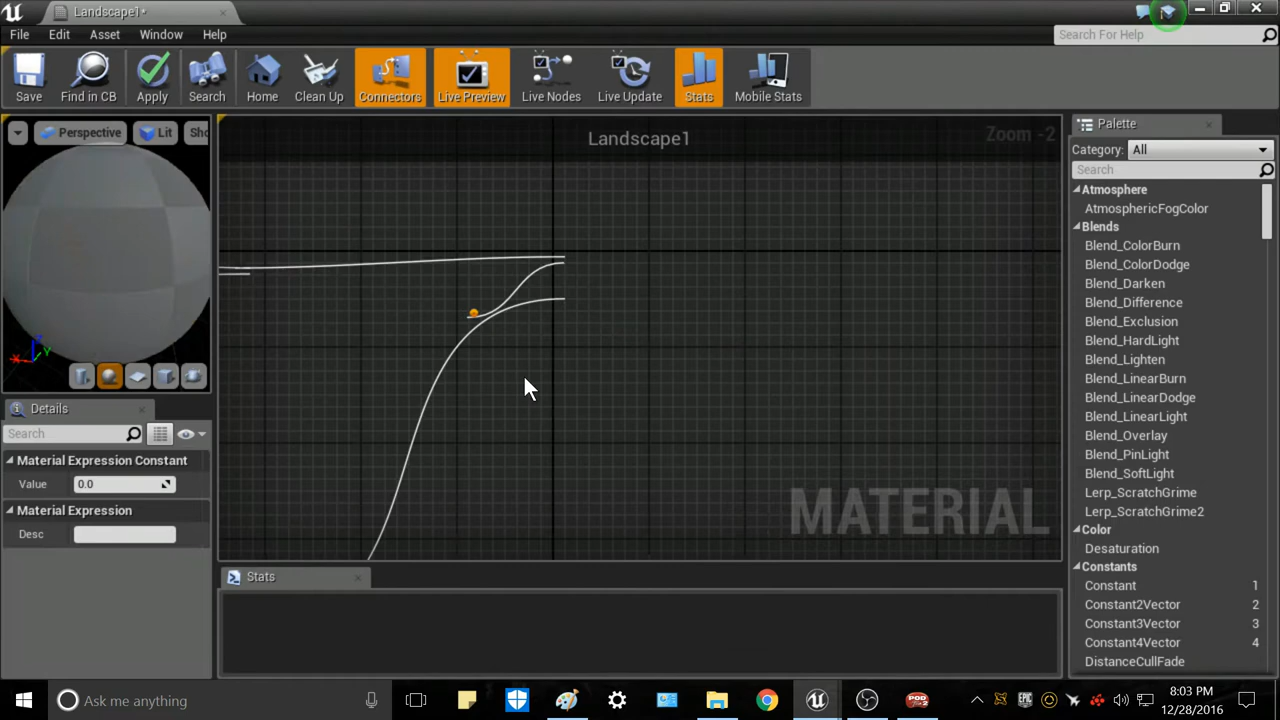 Landscape1*
File Edit Asset Window Help
Search For Help
Save Find in CB Apply Search Home Clean Up Connectors Live Preview Live Nodes Live Update Stats Mobile Stats
Perspective Lit Sho
Landscape1
Zoom -2
Palette
Category: All
Search
Atmosphere
AtmosphericFogColor
Blends
Blend_ColorBurn
Blend_ColorDodge
Blend_Darken
Blend_Difference
Blend_Exclusion
Blend_HardLight
Blend_Lighten
Blend_LinearBurn
Blend_LinearDodge
Blend_LinearLight
Blend_Overlay
Blend_PinLight
Blend_SoftLight
Lerp_ScratchGrime
Lerp_ScratchGrime2
Color
Desaturation
Constants
Constant 1
Constant2Vector 2
Constant3Vector 3
Constant4Vector 4
DistanceCullFade
X Y Z
Details
Search
Material Expression Constant
Value 0.0
Material Expression
Desc
MATERIAL
Stats
Ask me anything
EPIC
POD
8:03 PM
12/28/2016